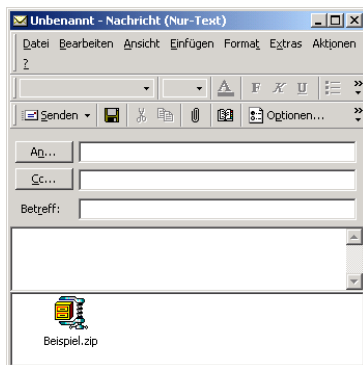 Unbenannt - Nachricht (Nur-Text)
Datei Bearbeiten Ansicht Einfügen Format Extras Aktionen
?
A F K U »
Senden Optionen... »
An...
Cc...
Betreff:
Beispiel.zip